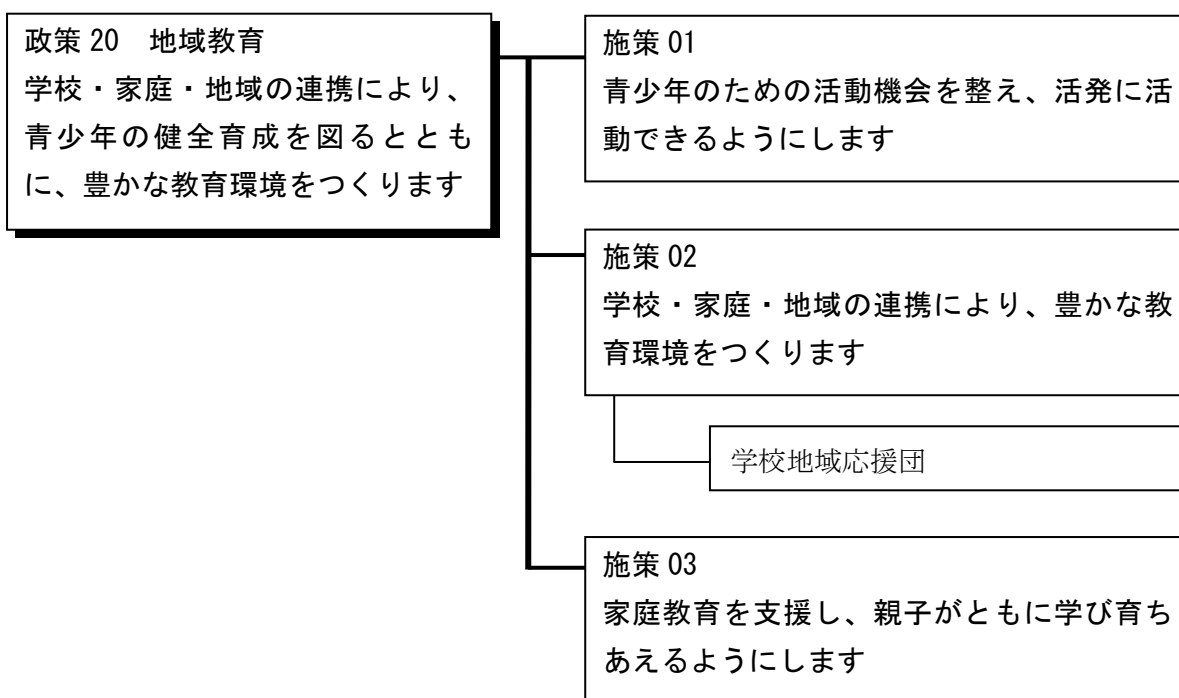 政策 20　地域教育
学校・家庭・地域の連携により、
青少年の健全育成を図るととも
に、豊かな教育環境をつくります
施策 01
青少年のための活動機会を整え、活発に活
動できるようにします
施策 02
学校・家庭・地域の連携により、豊かな教
育環境をつくります
学校地域応援団
施策 03
家庭教育を支援し、親子がともに学び育ち
あえるようにします